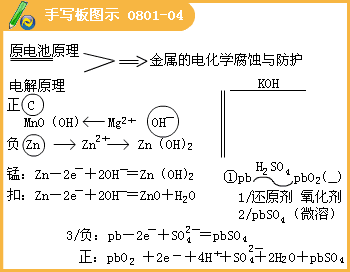 手写板图示 0801-04
原电池原理
⇒金属的电化学腐蚀与防护
电解原理
正 C
KOH
MnO (OH)←Mg²⁺ OH⁻
负 Zn → Zn²⁺→ Zn (OH)₂
锰: Zn−2e⁻+2OH⁻=Zn (OH)₂
扣: Zn−2e⁻+2OH⁻=ZnO+H₂O
①pb H₂SO₄ pbO₂(_)
1/还原剂 氧化剂
2/pbSO₄ (微溶)
3/负: pb−2e⁻+SO₄²⁻=pbSO₄
正: pbO₂ +2e⁻+4H⁺+SO₄²⁻+2H₂O+pbSO₄